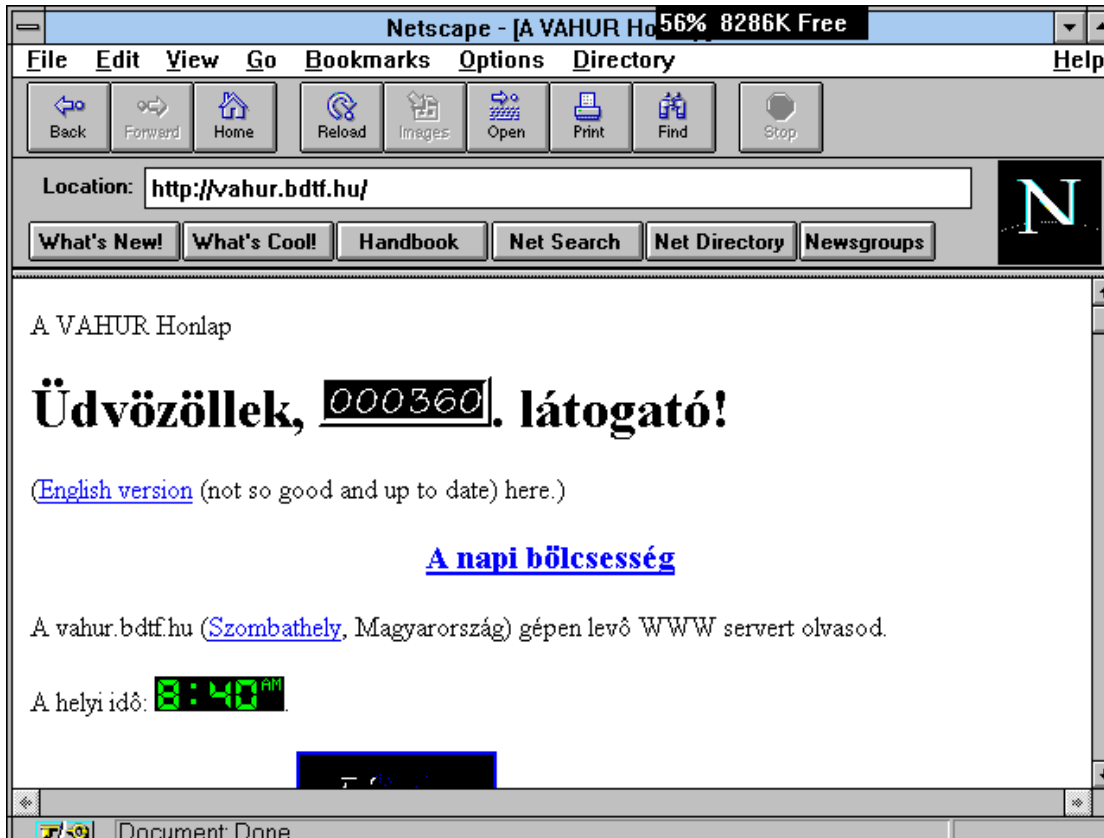 Netscape - [A VAHUR Ho
56% 8286K Free
File Edit View Go Bookmarks Options Directory Help
Back Forward Home Reload Images Open Print Find Stop
Location: http://vahur.bdtf.hu/
N
What's New! What's Cool! Handbook Net Search Net Directory Newsgroups
A VAHUR Honlap
Üdvözöllek, 000360. látogató!
(English version (not so good and up to date) here.)
A napi bölcsesség
A vahur.bdtf.hu (Szombathely, Magyarország) gépen levô WWW servert olvasod.
A helyi idô: 8:40 AM.
Document: Done